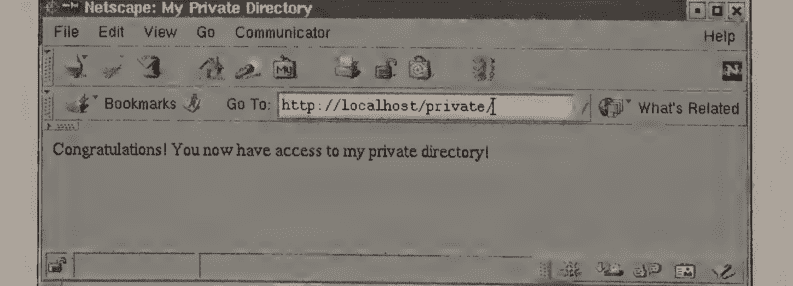 Netscape: My Private Directory
File Edit View Go Communicator Help
My N
Bookmarks Go To: http://localhost/private/ What's Related
Congratulations! You now have access to my private directory!